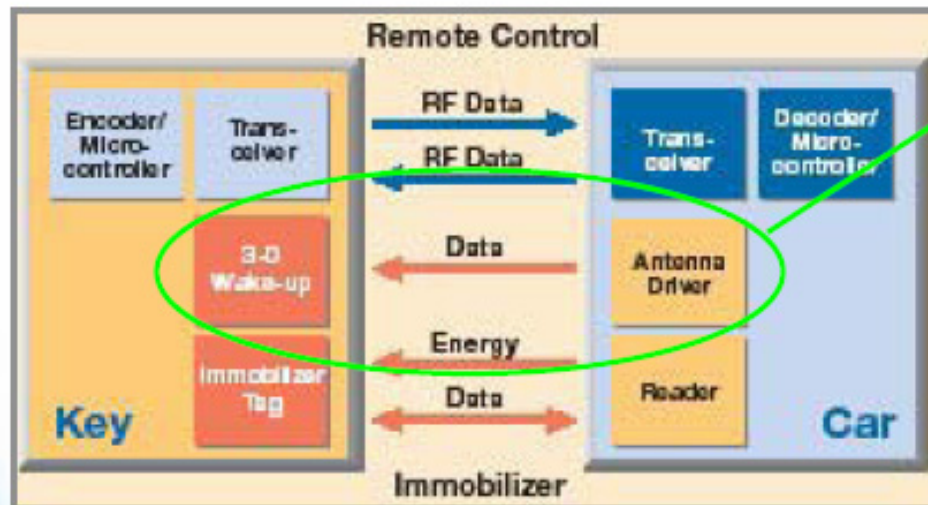 Remote Control
Encoder/
Micro-
controller
Trans-
ceiver
RF Data
RF Data
Trans-
ceiver
Decoder/
Micro-
controller
3-D
Wake-up
Data
Antenna
Driver
Energy
Immobilizer
Tag
Data
Reader
Key
Car
Immobilizer